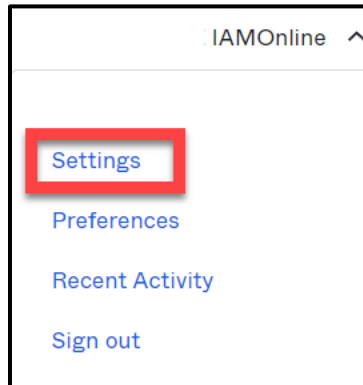 IAMOnline
Settings
Preferences
Recent Activity
Sign out